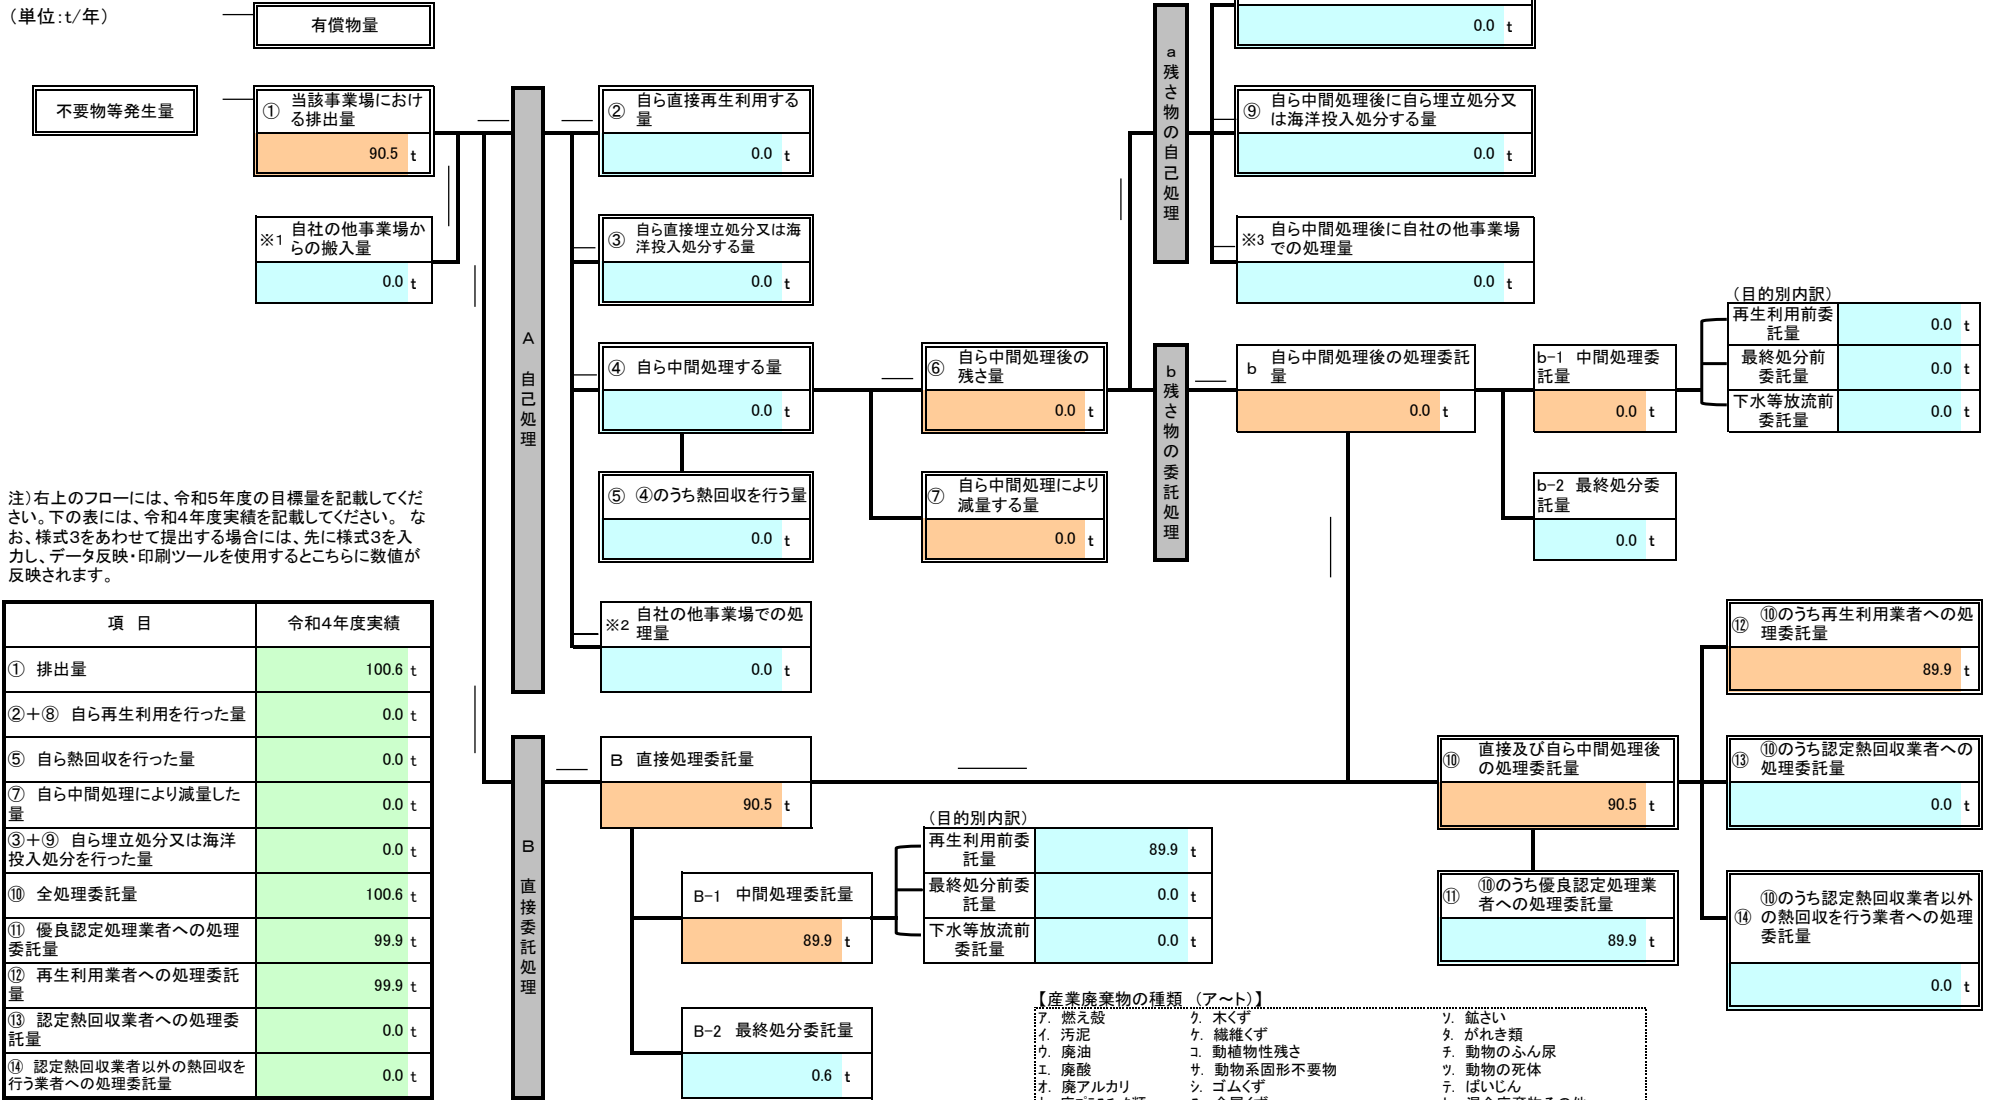 （単位:t/年）
有償物量
不要物等発生量
① 当該事業場におけ
る排出量
90.5 t
※1 自社の他事業場か
らの搬入量
0.0 t
A 自己処理
② 自ら直接再生利用する
量
0.0 t
③ 自ら直接埋立処分又は海
洋投入処分する量
0.0 t
④ 自ら中間処理する量
0.0 t
⑤ ④のうち熱回収を行う量
0.0 t
※2 自社の他事業場での処
理量
0.0 t
⑥ 自ら中間処理後の
残さ量
0.0 t
⑦ 自ら中間処理により
減量する量
0.0 t
a 残さ物の自己処理
0.0 t
⑨ 自ら中間処理後に自ら埋立処分又
は海洋投入処分する量
0.0 t
※3 自ら中間処理後に自社の他事業場
での処理量
0.0 t
b 残さ物の委託処理
b 自ら中間処理後の処理委託
量
0.0 t
b-1 中間処理委
託量
0.0 t
（目的別内訳）
再生利用前委
託量
0.0 t
最終処分前
委託量
0.0 t
下水等放流前
委託量
0.0 t
b-2 最終処分委
託量
0.0 t
注）右上のフローには、令和5年度の目標量を記載してくだ
さい。下の表には、令和4年度実績を記載してください。 な
お、様式3をあわせて提出する場合には、先に様式3を入
力し、データ反映・印刷ツールを使用するとこちらに数値が
反映されます。
項 目 令和4年度実績
① 排出量 100.6 t
②＋⑧ 自ら再生利用を行った量 0.0 t
⑤ 自ら熱回収を行った量 0.0 t
⑦ 自ら中間処理により減量した
量 0.0 t
③＋⑨ 自ら埋立処分又は海洋
投入処分を行った量 0.0 t
⑩ 全処理委託量 100.6 t
⑪ 優良認定処理業者への処理
委託量 99.9 t
⑫ 再生利用業者への処理委託
量 99.9 t
⑬ 認定熱回収業者への処理委
託量 0.0 t
⑭ 認定熱回収業者以外の熱回収を
行う業者への処理委託量 0.0 t
B 直接委託処理
B 直接処理委託量
90.5 t
B-1 中間処理委託量
89.9 t
（目的別内訳）
再生利用前委
託量
89.9 t
最終処分前委
託量
0.0 t
下水等放流前
委託量
0.0 t
B-2 最終処分委託量
0.6 t
⑩ 直接及び自ら中間処理後
の処理委託量
90.5 t
⑪ ⑩のうち優良認定処理業
者への処理委託量
89.9 t
⑫ ⑩のうち再生利用業者への処
理委託量
89.9 t
⑬ ⑩のうち認定熱回収業者への
処理委託量
0.0 t
⑭ ⑩のうち認定熱回収業者以外
の熱回収を行う業者への処理
委託量
0.0 t
【産業廃棄物の種類 （ア～ト）】
ア. 燃え殻 ク. 木くず ソ. 鉱さい
イ. 汚泥 ケ. 繊維くず タ. がれき類
ウ. 廃油 コ. 動植物性残さ チ. 動物のふん尿
エ. 廃酸 サ. 動物系固形不要物 ツ. 動物の死体
オ. 廃アルカリ シ. ゴムくず テ. ばいじん